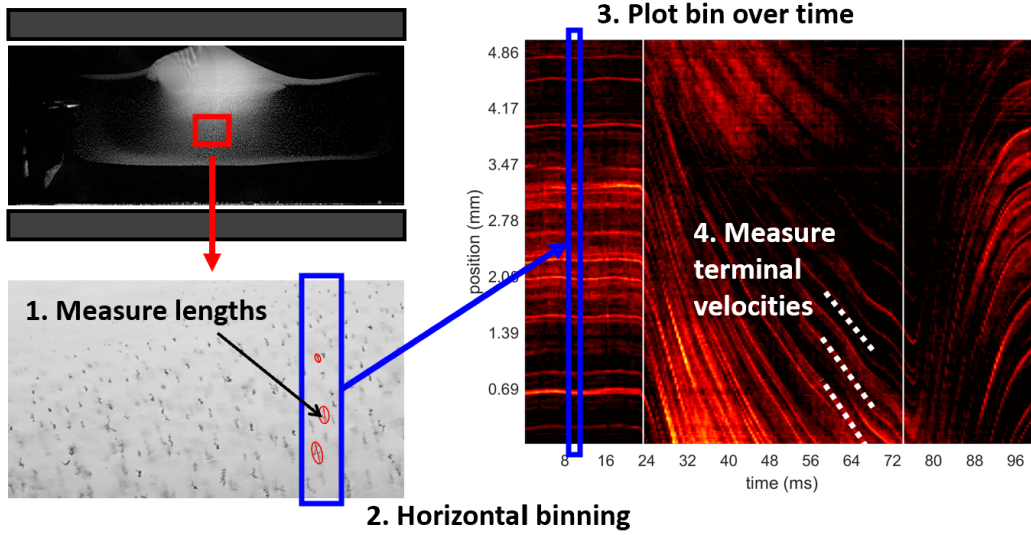 3. Plot bin over time
4.86
4.17
3.47
2.78
2.08
1.39
0.69
position (mm)
4. Measure
terminal
velocities
8 16 24 32 40 48 56 64 72 80 88 96
time (ms)
1. Measure lengths
2. Horizontal binning